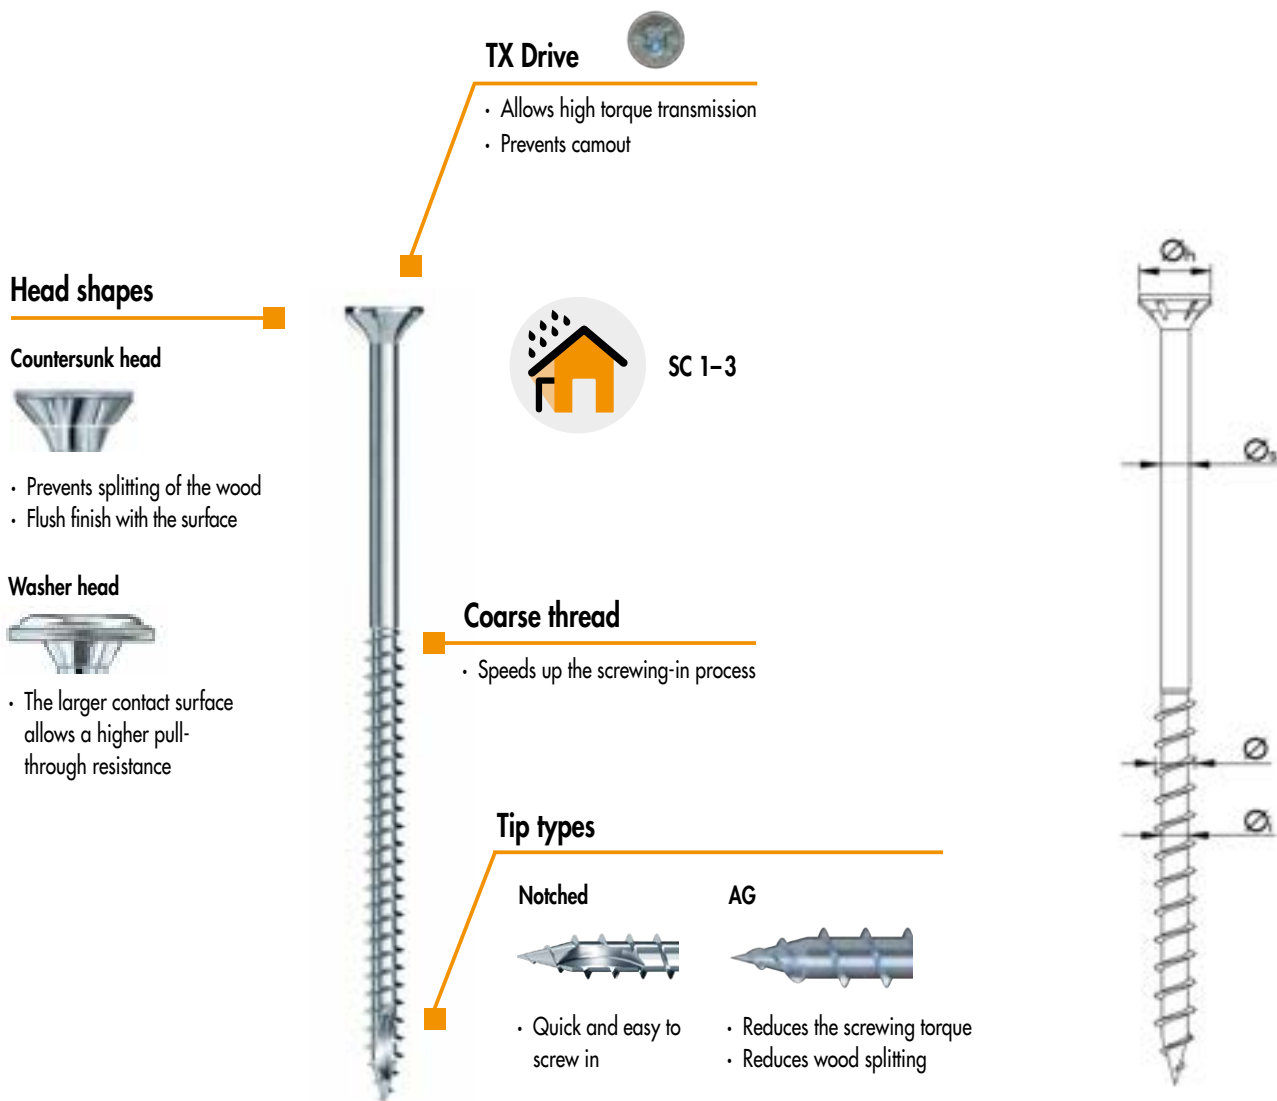 TX Drive
· Allows high torque transmission
· Prevents camout
Head shapes
Countersunk head
· Prevents splitting of the wood
· Flush finish with the surface
Washer head
· The larger contact surface
allows a higher pull-
through resistance
SC 1–3
Coarse thread
· Speeds up the screwing-in process
Tip types
Notched
· Quick and easy to
screw in
AG
· Reduces the screwing torque
· Reduces wood splitting
Øh
Øs
Ø
Øi